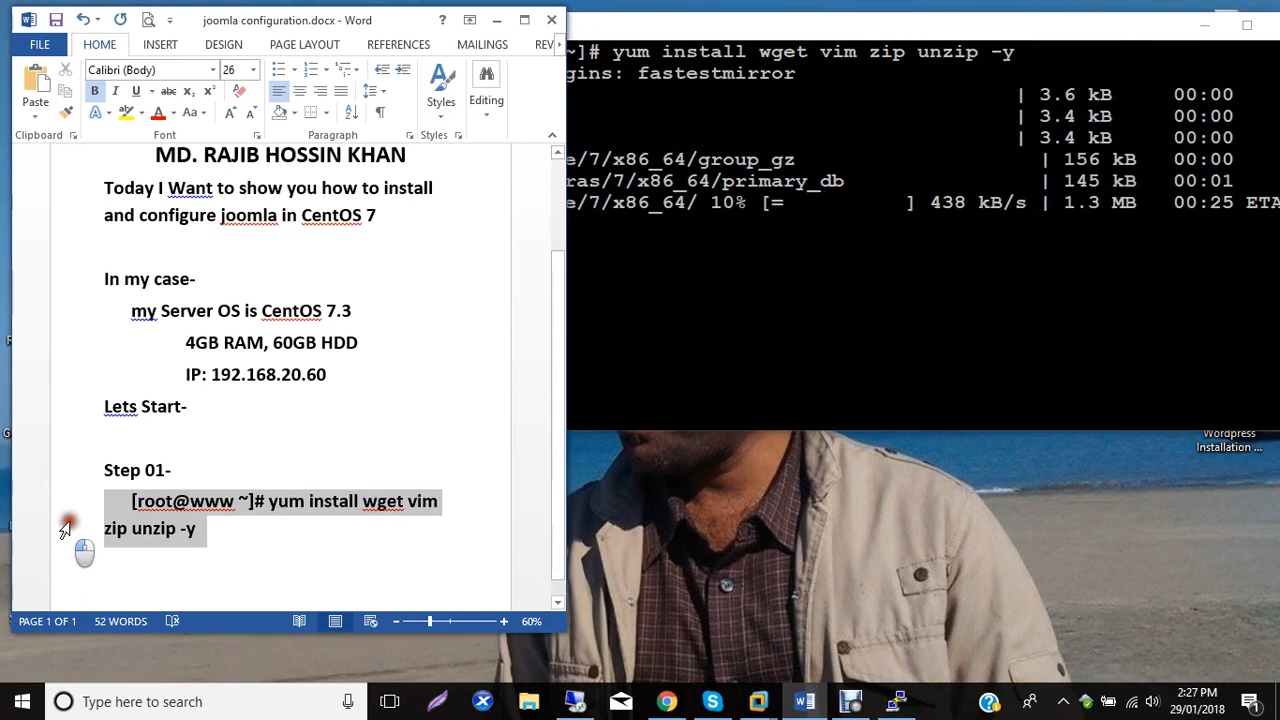 joomla configuration.docx - Word
FILE
HOME
INSERT
DESIGN
PAGE LAYOUT
REFERENCES
MAILINGS
REV
Calibri (Body)
26
Paste
Styles
Editing
Clipboard
Font
Paragraph
Styles
MD. RAJIB HOSSIN KHAN
Today I Want to show you how to install
and configure joomla in CentOS 7
In my case-
my Server OS is CentOS 7.3
4GB RAM, 60GB HDD
IP: 192.168.20.60
Lets Start-
Step 01-
[root@www ~]# yum install wget vim
zip unzip -y
PAGE 1 OF 1
52 WORDS
60%
~]# yum install wget vim zip unzip -y
gins: fastestmirror
| 3.6 kB 00:00
| 3.4 kB 00:00
| 3.4 kB 00:00
e/7/x86_64/group_gz | 156 kB 00:00
ras/7/x86_64/primary_db | 145 kB 00:01
e/7/x86_64/ 10% [= ] 438 kB/s | 1.3 MB 00:25 ETA
Wordpress
Installation ...
Type here to search
2:27 PM
29/01/2018